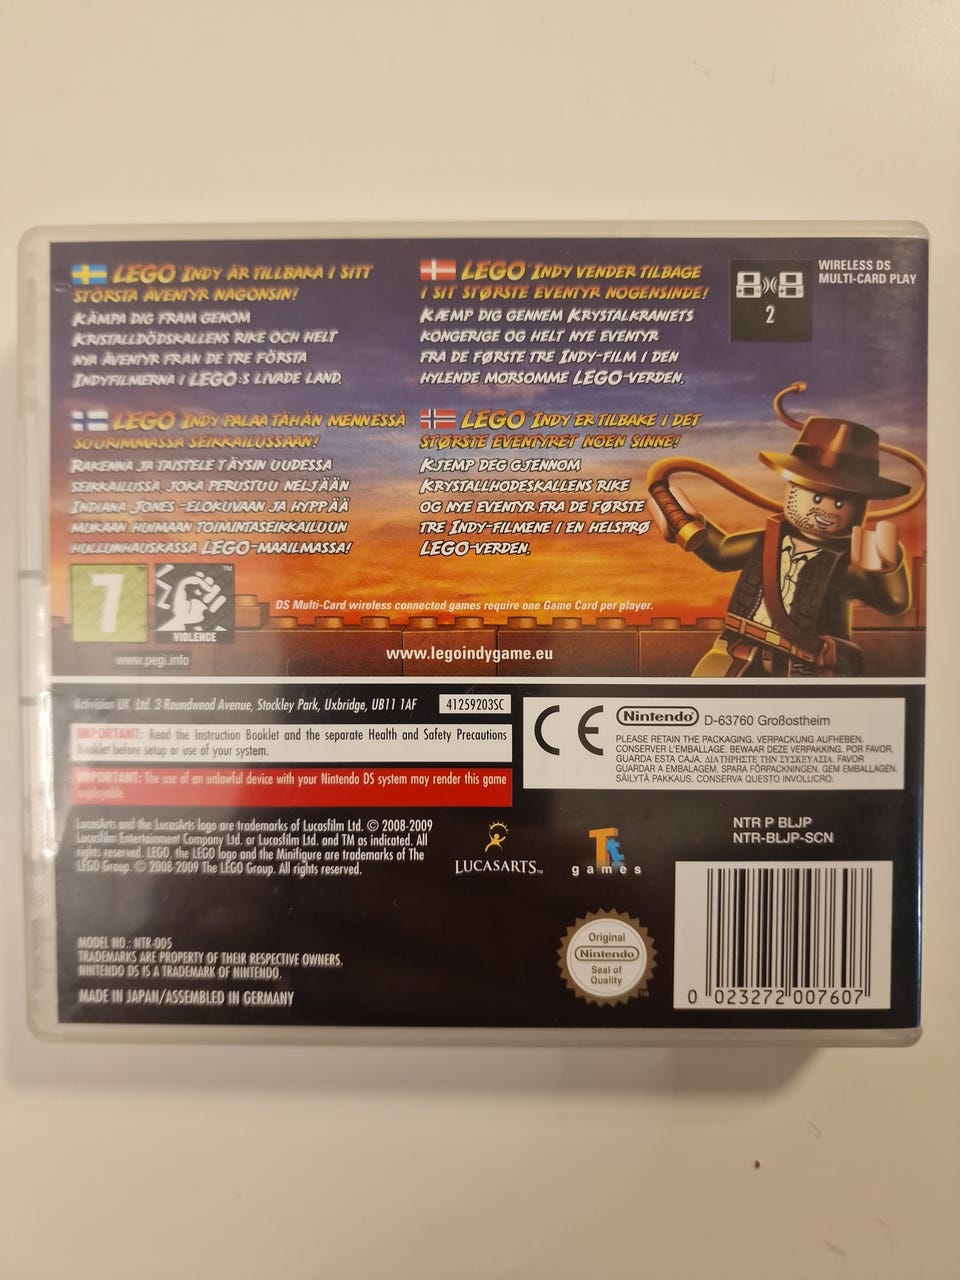 LEGO® INDY ÄR TILLBAKA I SITT
STÖRSTA ÄVENTYR NÅGONSIN!
KÄMPA DIG FRAM GENOM
KRISTALLDÖDSKALLENS RIKE OCH HELT
NYA ÄVENTYR FRÅN DE TRE FÖRSTA
INDYFILMERNA I LEGO:S LIVADE LAND.
LEGO® INDY VENDER TILBAGE
I SIT STØRSTE EVENTYR NOGENSINDE!
KÆMP DIG GENNEM KRYSTALKRANIETS
KONGERIGE OG HELT NYE EVENTYR
FRA DE FØRSTE TRE INDY-FILM I DEN
HYLENDE MORSOMME LEGO-VERDEN.
WIRELESS DS
MULTI-CARD PLAY
2
LEGO® INDY PALAA TÄHÄN MENNESSÄ
SUURIMMASSA SEIKKAILUSSAAN!
RAKENNA JA TAISTELE TÄYSIN UUDESSA
SEIKKAILUSSA, JOKA PERUSTUU NELJÄÄN
INDIANA JONES -ELOKUVAAN JA HYPPÄÄ
MUKAAN HUIMAAN TOIMINTASEIKKAILUUN
HULLUNHAUSKASSA LEGO-MAAILMASSA!
LEGO® INDY ER TILBAKE I DET
STØRSTE EVENTYRET NOEN SINNE!
KJEMP DEG GJENNOM
KRYSTALLHODESKALLENS RIKE
OG NYE EVENTYR FRA DE FØRSTE
TRE INDY-FILMENE I EN HELSPRØ
LEGO-VERDEN.
7
TM
VIOLENCE
www.pegi.info
DS Multi-Card wireless connected games require one Game Card per player.
www.legoindygame.eu
Activision UK, Ltd. 3 Roundwood Avenue, Stockley Park, Uxbridge, UB11 1AF
41259203SC
IMPORTANT: Read the Instruction Booklet and the separate Health and Safety Precautions
Booklet before setup or use of your system.
IMPORTANT: The use of an unlawful device with your Nintendo DS system may render this game
unplayable.
CE
Nintendo® D-63760 Großostheim
PLEASE RETAIN THE PACKAGING. VERPACKUNG AUFHEBEN.
CONSERVER L'EMBALLAGE. BEWAAR DEZE VERPAKKING. POR FAVOR,
GUARDA ESTA CAJA. ΔΙΑΤΗΡΗΣΤΕ ΤΗΝ ΣΥΣΚΕΥΑΣΙΑ. FAVOR
GUARDAR A EMBALAGEM. SPARA FÖRPACKNINGEN. GEM EMBALLAGEN.
SÄILYTÄ PAKKAUS. CONSERVA QUESTO INVOLUCRO.
LucasArts and the LucasArts logo are trademarks of Lucasfilm Ltd. © 2008-2009
Lucasfilm Entertainment Company Ltd. or Lucasfilm Ltd. and TM as indicated. All
rights reserved. LEGO, the LEGO logo and the Minifigure are trademarks of The
LEGO Group. © 2008-2009 The LEGO Group. All rights reserved.
LUCASARTS™
Tt
games
NTR P BLJP
NTR-BLJP-SCN
MODEL NO.: NTR-005
TRADEMARKS ARE PROPERTY OF THEIR RESPECTIVE OWNERS.
NINTENDO DS IS A TRADEMARK OF NINTENDO.
MADE IN JAPAN/ASSEMBLED IN GERMANY
Original
Nintendo®
Seal of
Quality
TM
0 023272 007607